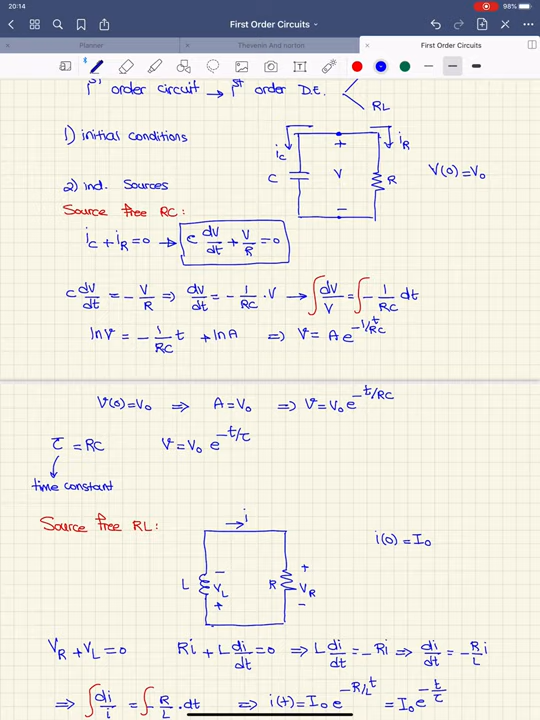 20:14
98%
First Order Circuits
Planner
Thevenin And norton
First Order Circuits
1st order circuit → 1st order D.E.
RL
1) initial conditions
ic
+
iR
C
V
R
V(0)=V₀
2) ind. Sources
−
Source free RC:
ic + iR = 0 → C dV/dt + V/R = 0
C dV/dt = − V/R ⇒ dV/dt = − 1/RC · V → ∫ dV/V = ∫ − 1/RC dt
lnV = − 1/RC t + lnA ⇒ V = A e^(−1/RC t)
V(0)=V₀ ⇒ A=V₀ ⇒ V=V₀ e^(−t/RC)
τ = RC V=V₀ e^(−t/τ)
time constant
Source free RL:
i
i(0)=I₀
−
+
L
VL
R
VR
+
−
VR + VL = 0 Ri + L di/dt = 0 ⇒ L di/dt = −Ri ⇒ di/dt = − R/L i
⇒ ∫ di/i = ∫ − R/L · dt ⇒ i(t) = I₀ e^(−R/L t) = I₀ e^(−t/τ)